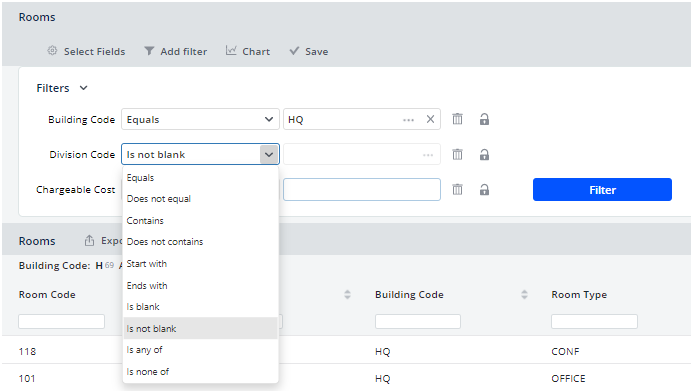 Rooms
Select Fields Add filter Chart Save
Filters
Building Code Equals HQ
Division Code Is not blank
Chargeable Cost
Filter
Equals
Does not equal
Contains
Does not contains
Start with
Ends with
Is blank
Is not blank
Is any of
Is none of
Rooms Expo
Building Code: H 69 A
Room Code Building Code Room Type
118 HQ CONF
101 HQ OFFICE